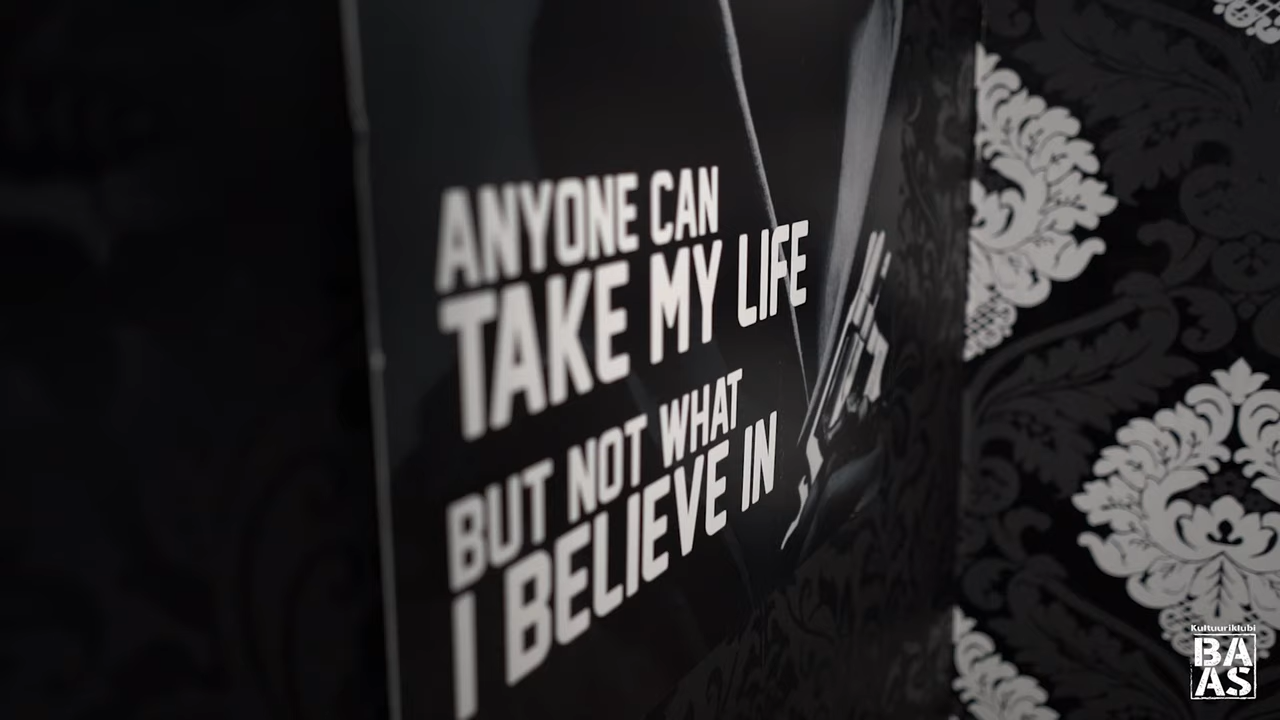 ANYONE CAN
TAKE MY LIFE
BUT NOT WHAT
I BELIEVE IN
Kultuuriklubi
BA
AS